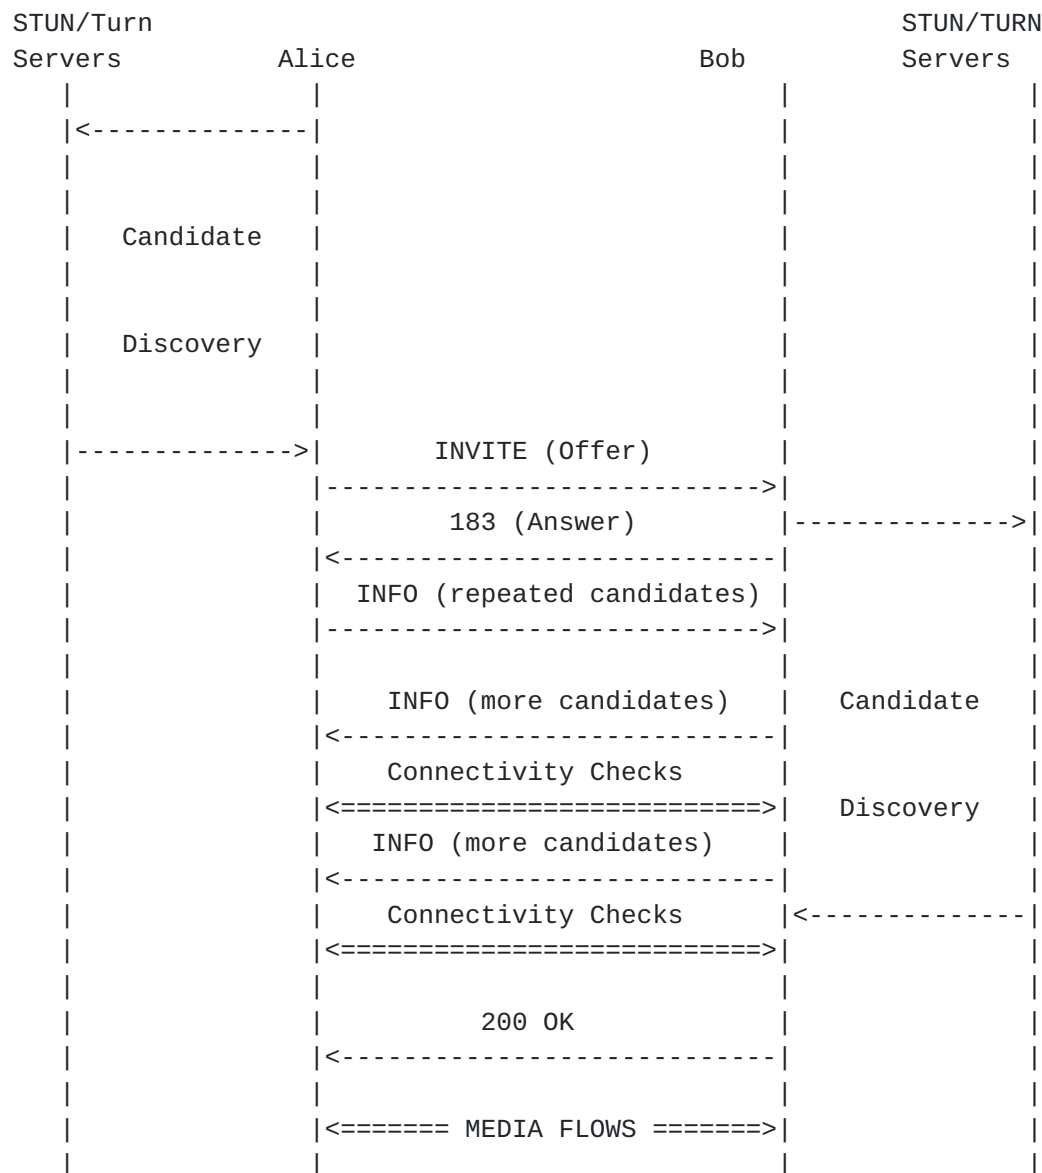 STUN/Turn STUN/TURN
Servers Alice Bob Servers
Candidate
Discovery
INVITE (Offer)
183 (Answer)
INFO (repeated candidates)
INFO (more candidates) Candidate
Connectivity Checks
Discovery
INFO (more candidates)
Connectivity Checks
200 OK
MEDIA FLOWS